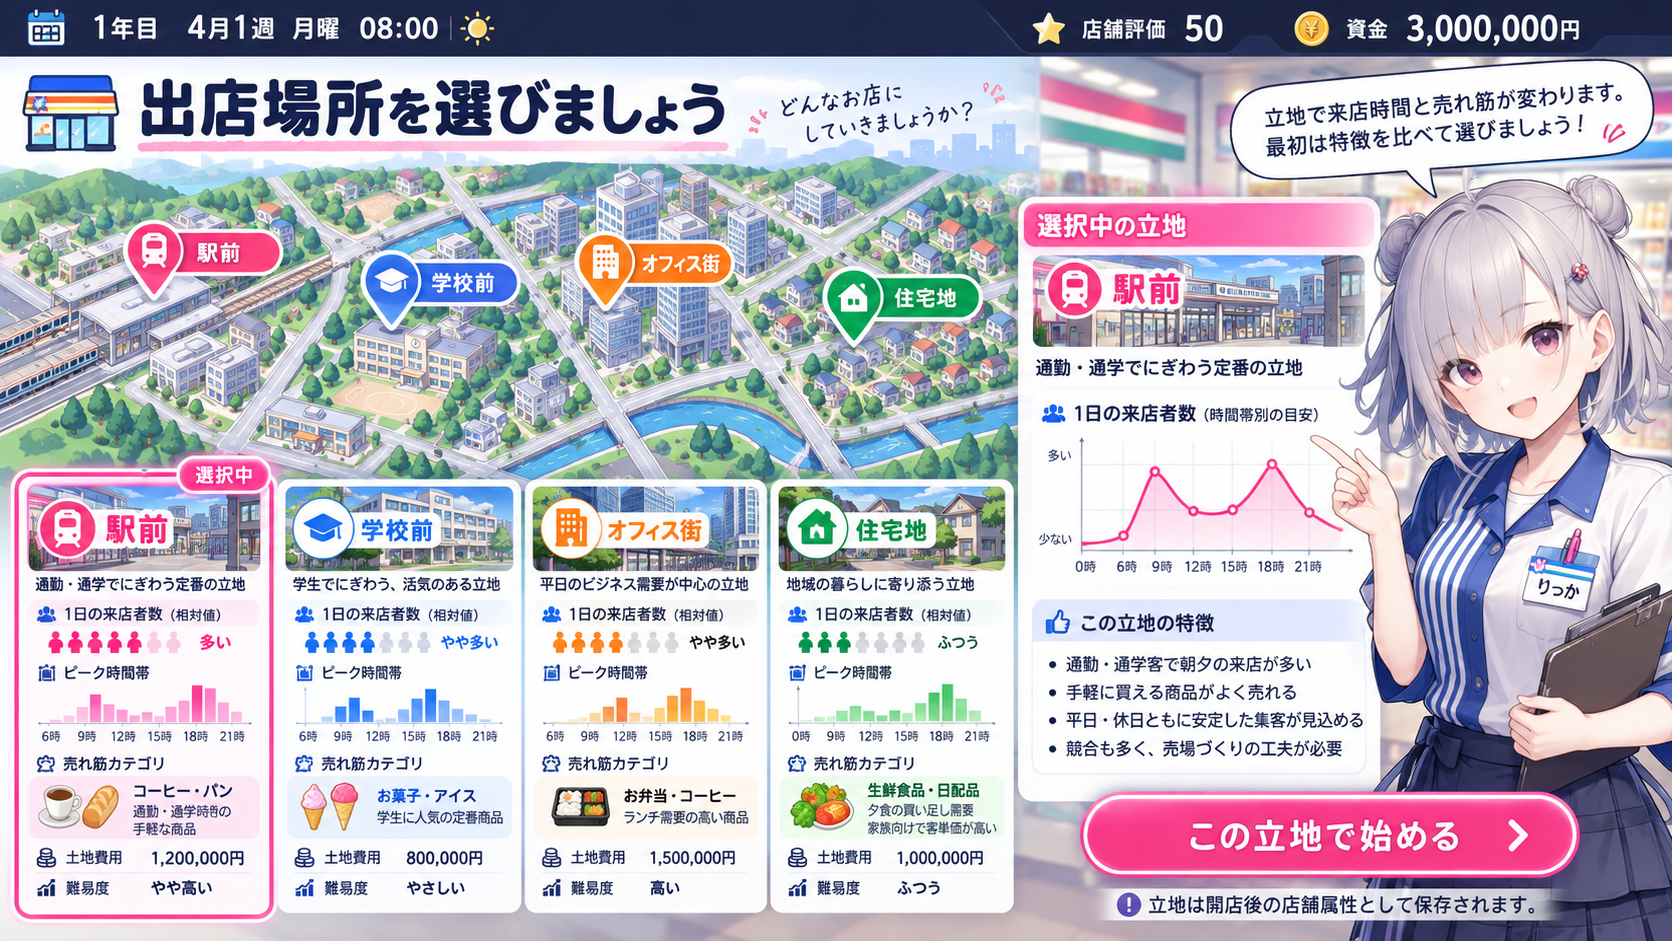 1年目 4月1週 月曜 08:00
店舗評価 50
資金 3,000,000円
出店場所を選びましょう
どんなお店に
していきましょうか?
立地で来店時間と売れ筋が変わります。
最初は特徴を比べて選びましょう!
駅前
学校前
オフィス街
住宅地
選択中の立地
駅前
通勤・通学でにぎわう定番の立地
1日の来店者数(時間帯別の目安)
多い
少ない
0時 6時 9時 12時 15時 18時 21時
この立地の特徴
• 通勤・通学客で朝夕の来店が多い
• 手軽に買える商品がよく売れる
• 平日・休日ともに安定した集客が見込める
• 競合も多く、売場づくりの工夫が必要
りっか
選択中
駅前
通勤・通学でにぎわう定番の立地
1日の来店者数(相対値)
多い
ピーク時間帯
6時 9時 12時 15時 18時 21時
売れ筋カテゴリ
コーヒー・パン
通勤・通学時の
手軽な商品
土地費用 1,200,000円
難易度 やや高い
学校前
学生でにぎわう、活気のある立地
1日の来店者数(相対値)
やや多い
ピーク時間帯
6時 9時 12時 15時 18時 21時
売れ筋カテゴリ
お菓子・アイス
学生に人気の定番商品
土地費用 800,000円
難易度 やさしい
オフィス街
平日のビジネス需要が中心の立地
1日の来店者数(相対値)
やや多い
ピーク時間帯
6時 9時 12時 15時 18時 21時
売れ筋カテゴリ
お弁当・コーヒー
ランチ需要の高い商品
土地費用 1,500,000円
難易度 高い
住宅地
地域の暮らしに寄り添う立地
1日の来店者数(相対値)
ふつう
ピーク時間帯
0時 6時 9時 12時 15時 18時 21時
売れ筋カテゴリ
生鮮食品・日配品
夕食の買い足し需要
家族向けで客単価が高い
土地費用 1,000,000円
難易度 ふつう
この立地で始める
立地は開店後の店舗属性として保存されます。